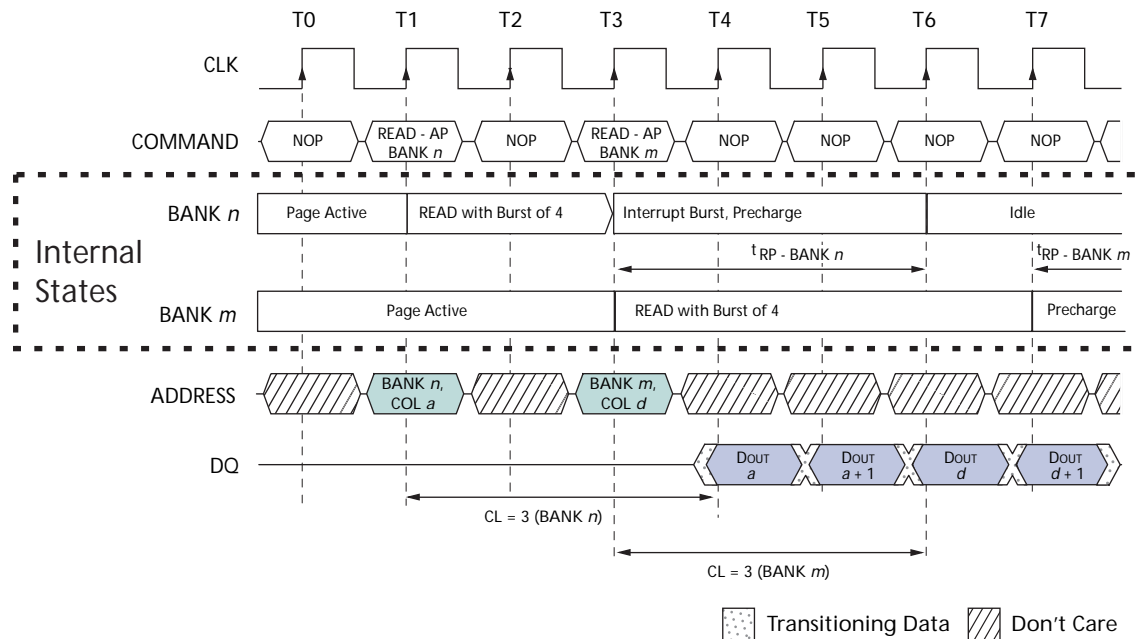 T0 T1 T2 T3 T4 T5 T6 T7
CLK
COMMAND
NOP
READ - AP
BANK n
NOP
READ - AP
BANK m
NOP
NOP
NOP
NOP
Internal
States
BANK n
Page Active
READ with Burst of 4
Interrupt Burst, Precharge
Idle
tRP - BANK n
tRP - BANK m
BANK m
Page Active
READ with Burst of 4
Precharge
ADDRESS
BANK n,
COL a
BANK m,
COL d
DQ
DOUT
a
DOUT
a + 1
DOUT
d
DOUT
d + 1
CL = 3 (BANK n)
CL = 3 (BANK m)
Transitioning Data
Don't Care